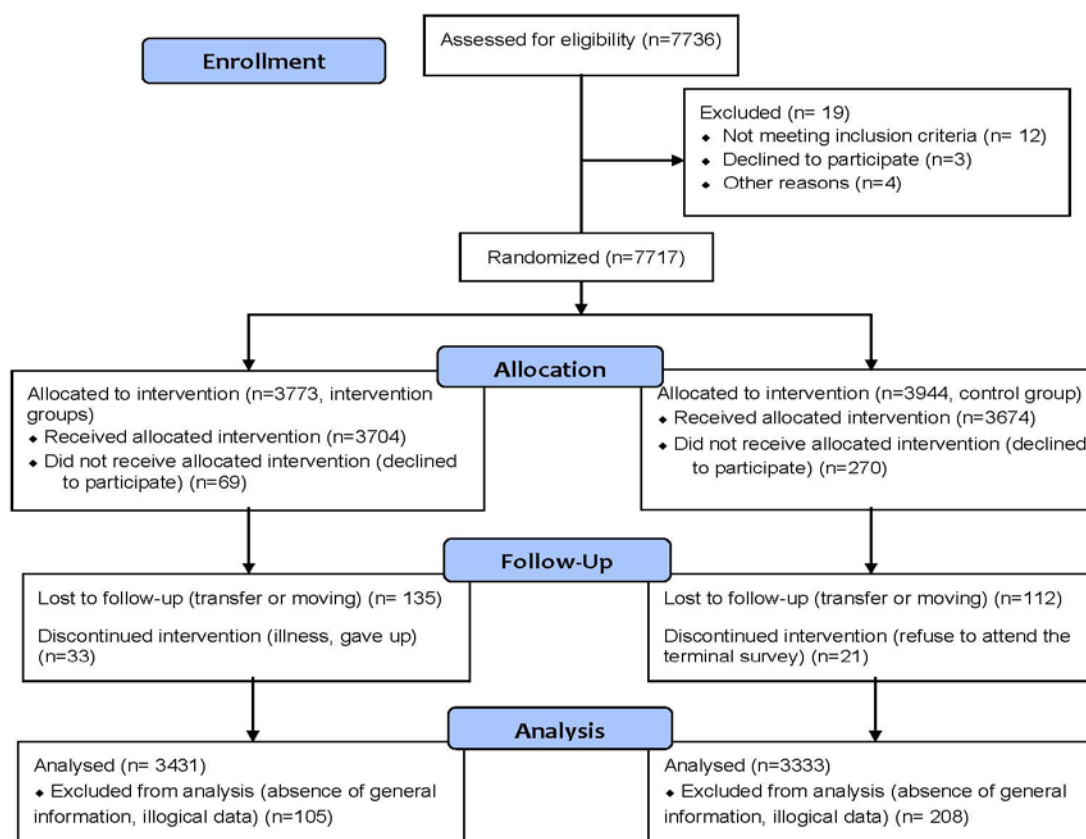 Assessed for eligibility (n=7736)
Enrollment
Excluded (n= 19)
◆ Not meeting inclusion criteria (n= 12)
◆ Declined to participate (n=3)
◆ Other reasons (n=4)
Randomized (n=7717)
Allocation
Allocated to intervention (n=3773, intervention
groups)
◆ Received allocated intervention (n=3704)
◆ Did not receive allocated intervention (declined
to participate) (n=69)
Allocated to intervention (n=3944, control group)
◆ Received allocated intervention (n=3674)
◆ Did not receive allocated intervention (declined
to participate) (n=270)
Follow-Up
Lost to follow-up (transfer or moving) (n= 135)
Discontinued intervention (illness, gave up)
(n=33)
Lost to follow-up (transfer or moving) (n=112)
Discontinued intervention (refuse to attend the
terminal survey) (n=21)
Analysis
Analysed (n= 3431)
◆ Excluded from analysis (absence of general
information, illogical data) (n=105)
Analysed (n=3333)
◆ Excluded from analysis (absence of general
information, illogical data) (n= 208)